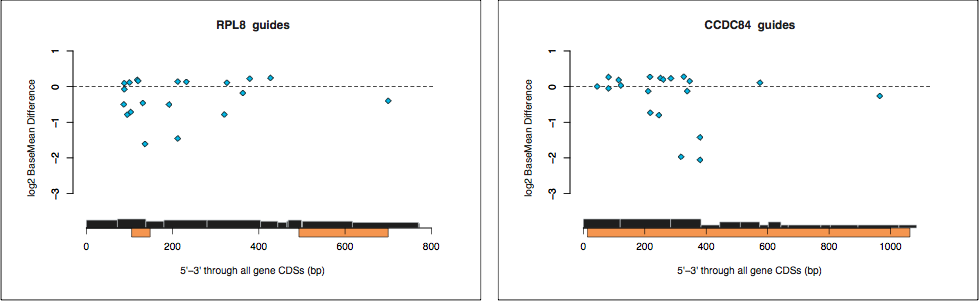 RPL8 guides
log2 BaseMean Difference
1
0
−1
−2
−3
0 200 400 600 800
5'−3' through all gene CDSs (bp)
CCDC84 guides
log2 BaseMean Difference
1
0
−1
−2
−3
0 200 400 600 800 1000
5'−3' through all gene CDSs (bp)